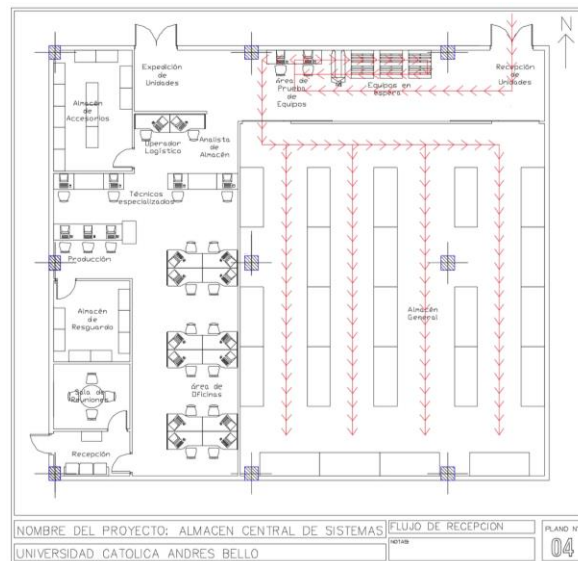 N
Expedición
de
Unidades
Recepción
de
Unidades
Área de
Prueba
de
Equipos
Equipos en
espera
Almacén
de
Accesorios
Operador
Logístico
Analista
de
Almacén
Técnicos
especializados
Producción
Almacén
de
Resguardo
Almacén
General
Sala de
Reuniones
Área de
Oficinas
Recepción
NOMBRE DEL PROYECTO: ALMACEN CENTRAL DE SISTEMAS
FLUJO DE RECEPCION
PLANO Nº
04
NOTAS:
UNIVERSIDAD CATOLICA ANDRES BELLO